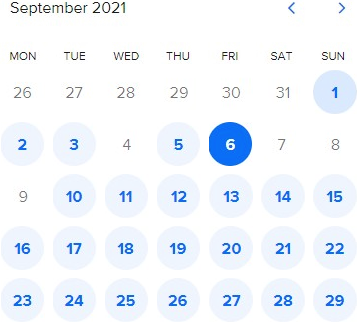 September 2021
MON TUE WED THU FRI SAT SUN
26 27 28 29 30 31 1
2 3 4 5 6 7 8
9 10 11 12 13 14 15
16 17 18 19 20 21 22
23 24 25 26 27 28 29